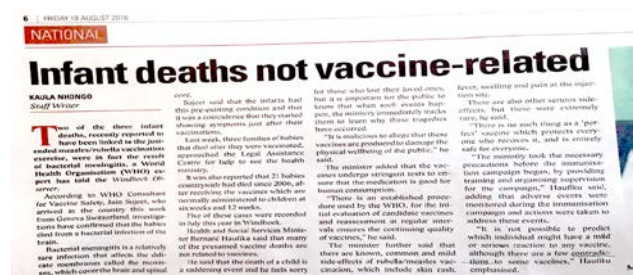 6 FRIDAY 19 AUGUST 2016
NATIONAL
Infant deaths not vaccine-related
KAULA NHONGO
Staff Writer
Two of the three infant
deaths, recently reported to
have been linked to the just-
ended measles/rubella vaccination
exercise, were in fact the result
of bacterial meningitis, a World
Health Organisation (WHO) ex-
pert has told the Windhoek Ob-
server.
According to WHO Consultant
for Vaccine Safety, Jain Sujeet, who
arrived in the country this week
from Geneva Switzerland, investiga-
tions have confirmed that the babies
died from a bacterial infection of the
brain.
Bacterial meningitis is a relatively
rare infection that affects the deli-
cate membranes called the menin-
ges, which cover the brain and spinal
cord.
Sujeet said that the infants had
this pre-existing condition and that
it was a coincidence that they started
showing symptoms just after their
vaccinations.
Last week, three families of babies
that died after they were vaccinated,
approached the Legal Assistance
Centre for help to sue the health
ministry.
It was also reported that 21 babies
countrywide had died since 2006, af-
ter receiving the vaccines which are
normally administered to children at
six weeks and 12 weeks.
Five of these cases were recorded
in July this year in Windhoek.
Health and Social Services Minis-
ter Bernard Haufiku said that many
of the presumed vaccine deaths are
not related to vaccines.
He said that the death of a child is
a saddening event and he feels sorry
for those who lost their loved ones,
but it is important for the public to
know that when such events hap-
pen, the ministry immediately tracks
them to learn why these tragedies
have occurred.
"It is malicious to allege that these
vaccines are produced to damage the
physical wellbeing of the public," he
said.
The minister added that the vac-
cines undergo stringent tests to en-
sure that the medication is good for
human consumption.
"There is an established proce-
dure used by the WHO, for the ini-
tial evaluation of candidate vaccines
and reassessment at regular inter-
vals ensures the continuing quality
of vaccines," he said.
The minister further said that
there are known, common and mild
side-effects of rubella/measles vac-
cination, which include skin rash,
fever, swelling and pain at the injec-
tion site.
There are also other serious side-
effects, but these were extremely
rare, he said.
"There is no such thing as a 'per-
fect' vaccine which protects every-
one who receives it, and is entirely
safe for everyone.
The ministry took the necessary
precautions before the immunisa-
tion campaign began, by providing
training and organising supervision
for the campaign," Haufiku said,
adding that adverse events were
monitored during the immunisation
campaign and actions were taken to
address these events.
"It is not possible to predict
which individual might have a mild
or serious reaction to any vaccine,
although there are a few contradic-
tions to some vaccines," Haufiku
emphasised.